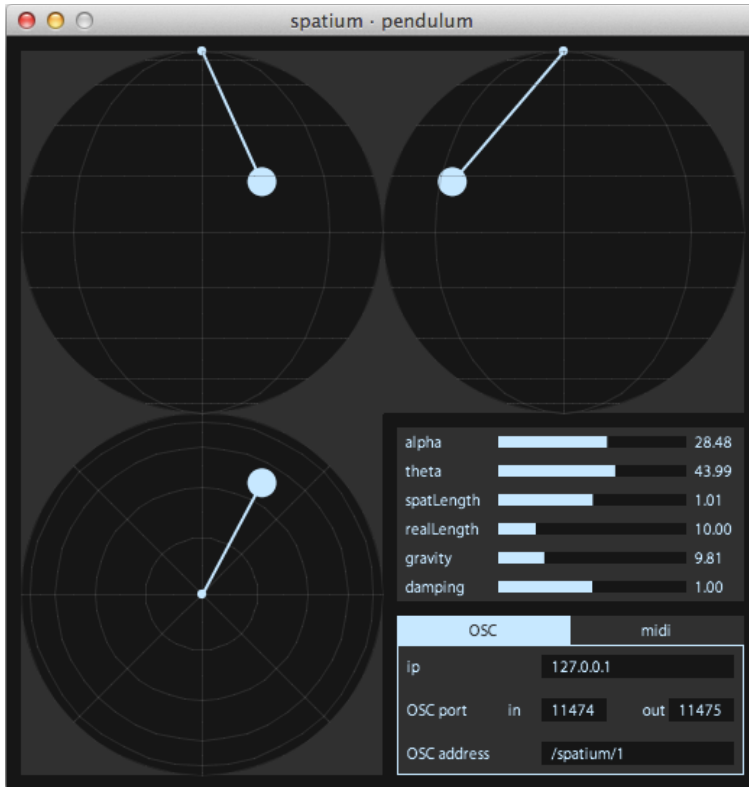 spatium · pendulum
alpha 28.48
theta 43.99
spatLength 1.01
realLength 10.00
gravity 9.81
damping 1.00
OSC midi
ip 127.0.0.1
OSC port in 11474 out 11475
OSC address /spatium/1